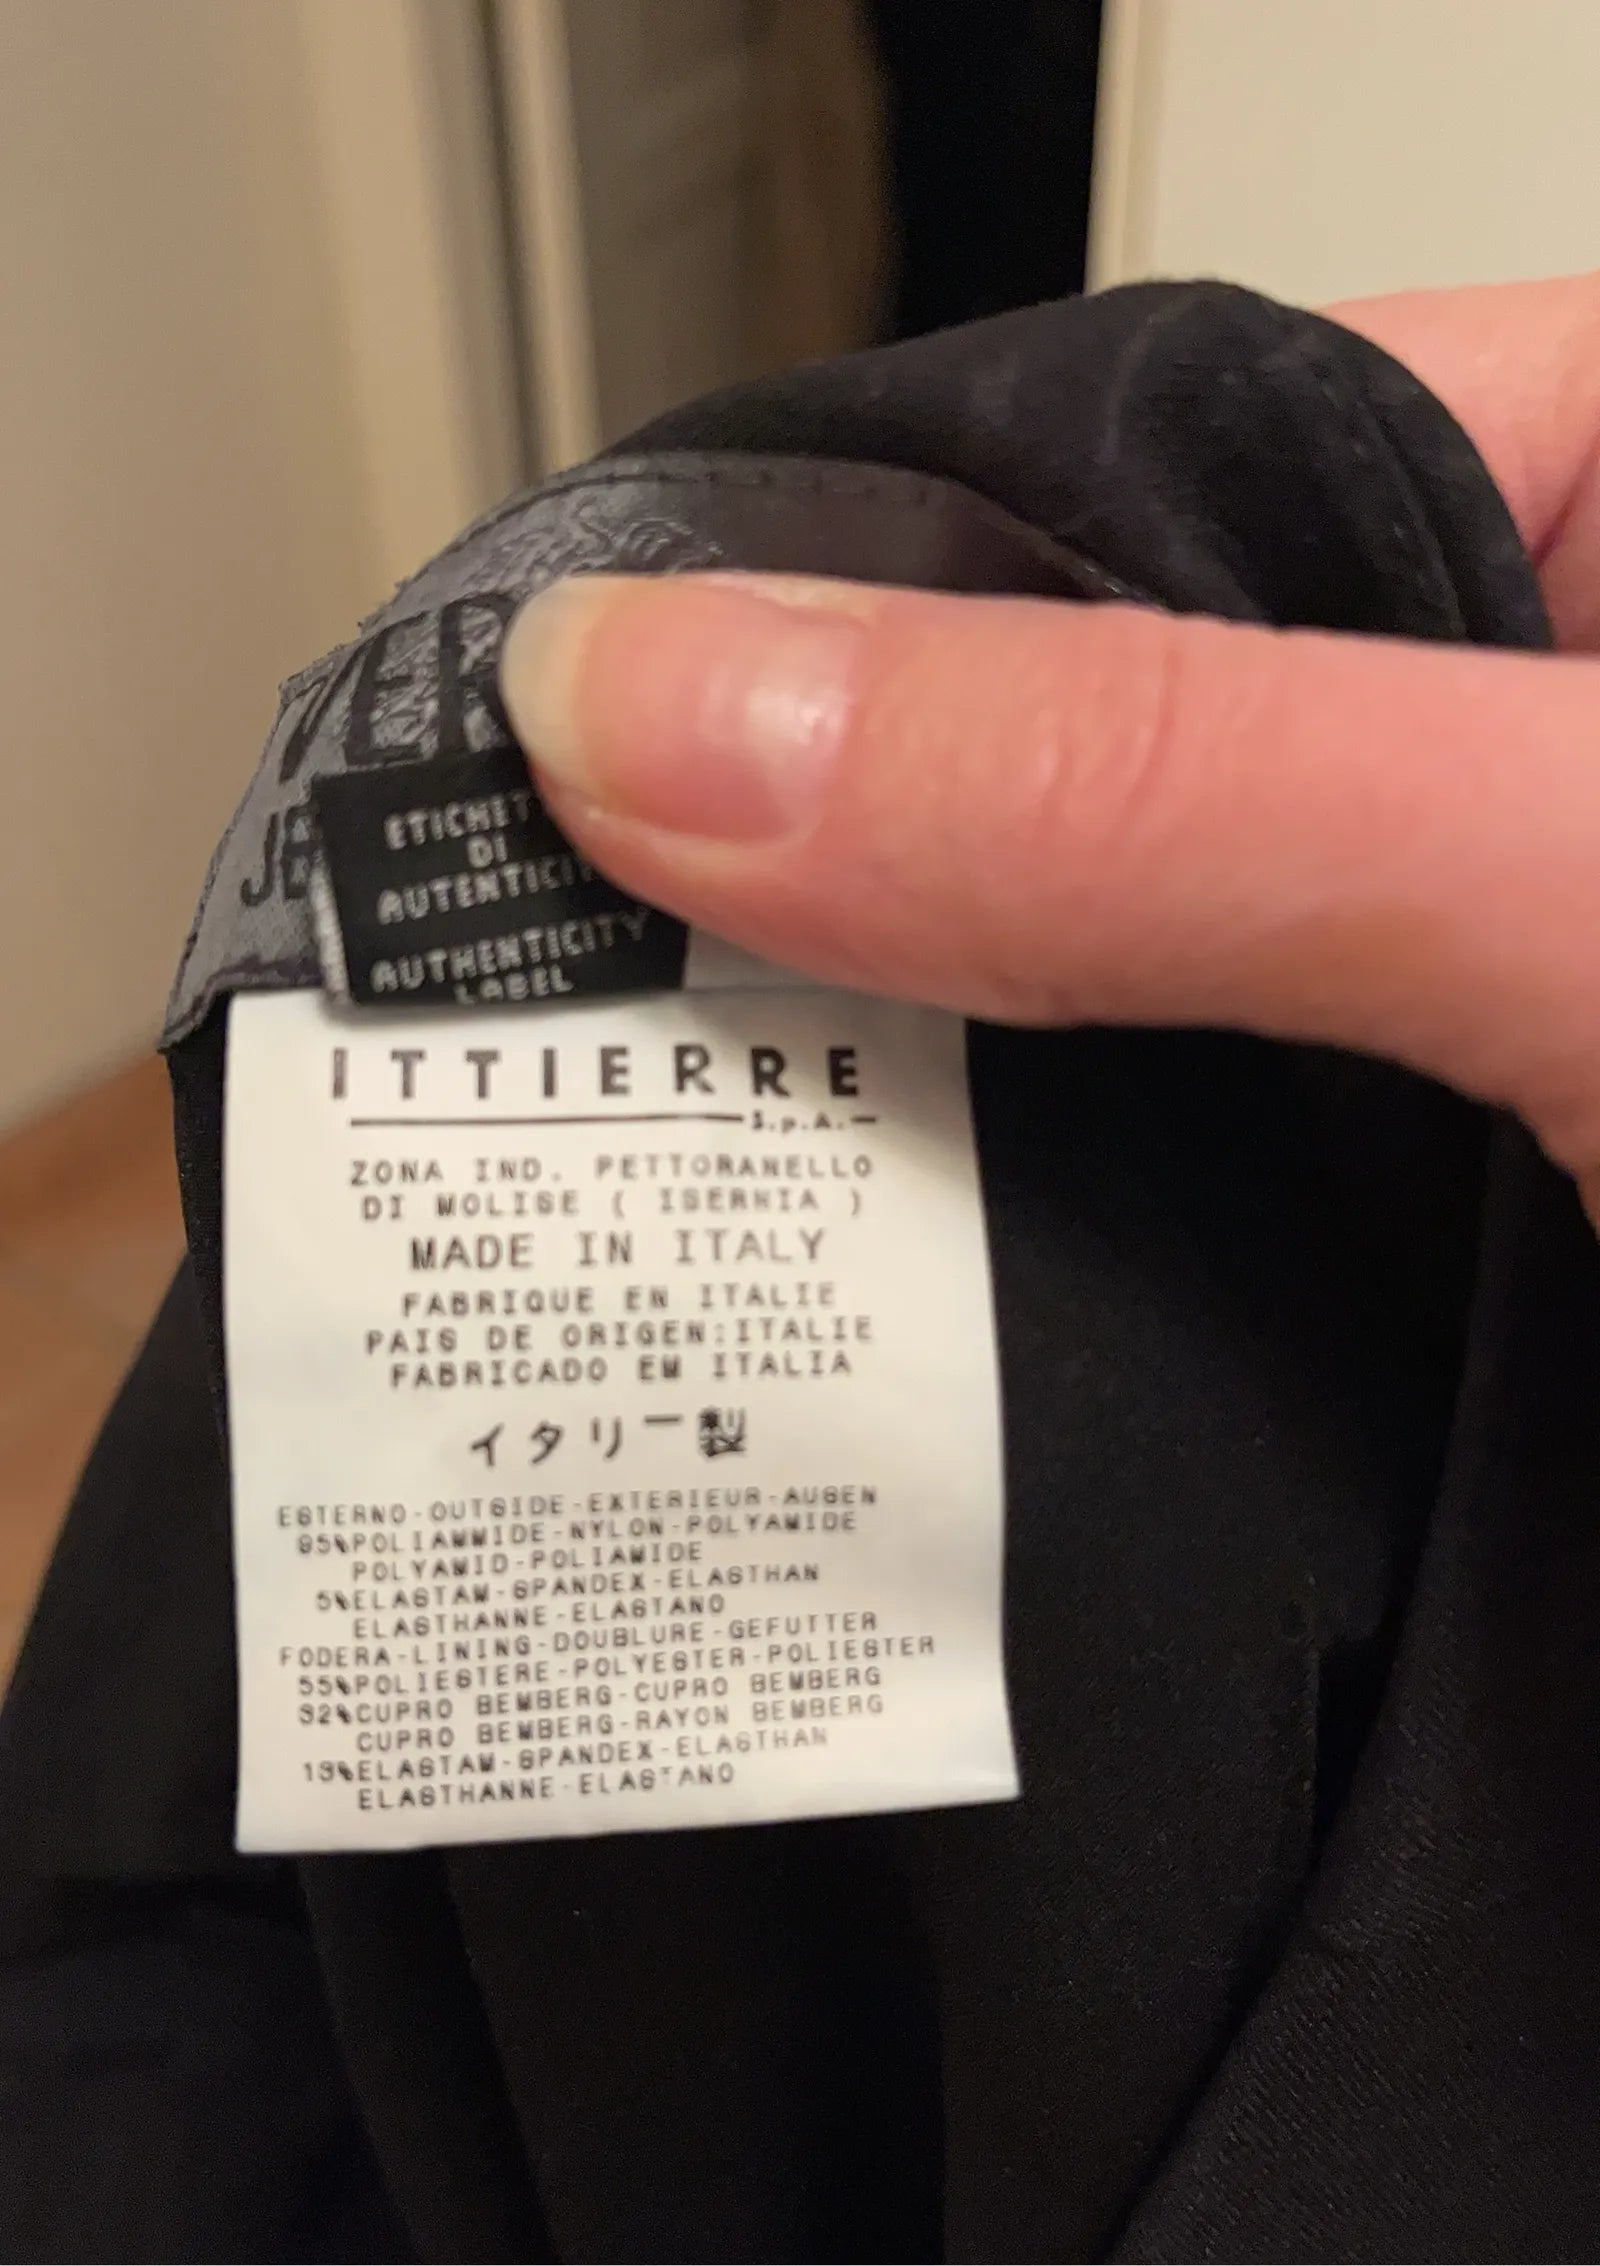 ETICHET
DI
AUTENTICI
AUTHENTICITY
LABEL
ITTIERRE
S.p.A.
ZONA IND. PETTORANELLO
DI MOLISE ( ISERNIA )
MADE IN ITALY
FABRIQUE EN ITALIE
PAIS DE ORIGEN:ITALIE
FABRICADO EM ITALIA
イタリー製
ESTERNO-OUTSIDE-EXTERIEUR-AUSEN
95%POLIAMMIDE-NYLON-POLYAMIDE
POLYAMID-POLIAMIDE
5%ELASTAM-SPANDEX-ELASTHAN
ELASTHANNE-ELASTANO
FODERA-LINING-DOUBLURE-GEFUTTER
55%POLIESTERE-POLYESTER-POLIESTER
32%CUPRO BEMBERG-CUPRO BEMBERG
CUPRO BEMBERG-RAYON BEMBERG
13%ELASTAM-SPANDEX-ELASTHAN
ELASTHANNE-ELASTANO